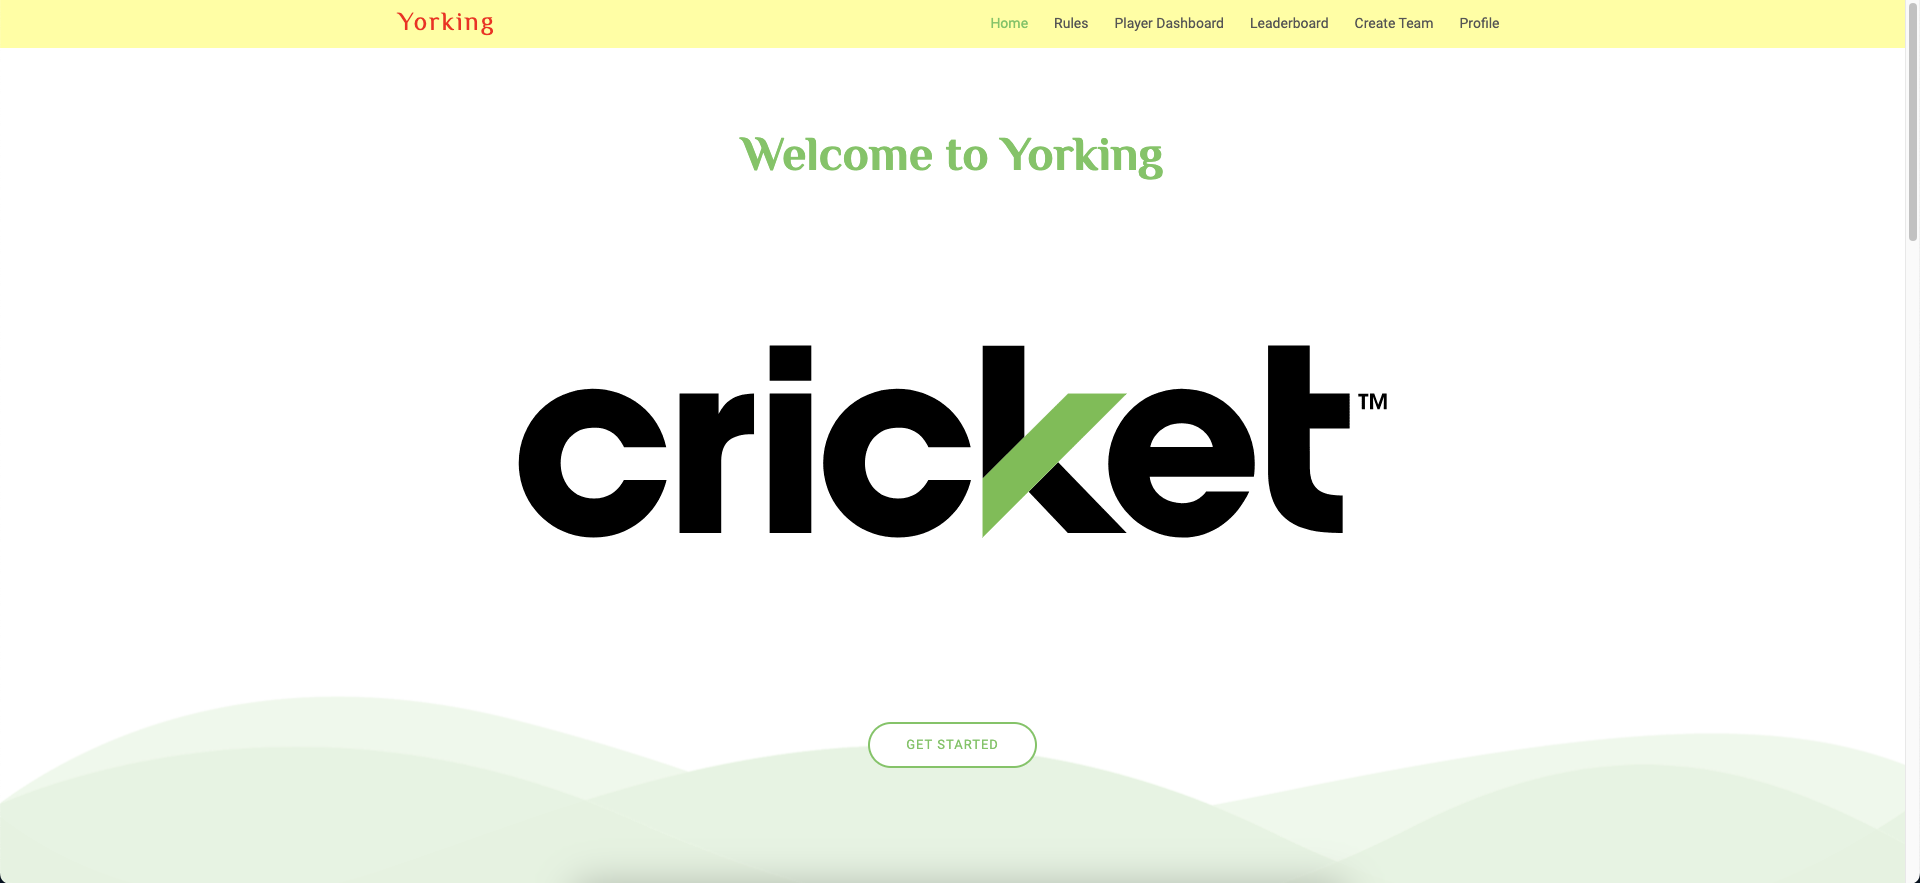 Yorking
Home Rules Player Dashboard Leaderboard Create Team Profile
Welcome to Yorking
cricket™
GET STARTED